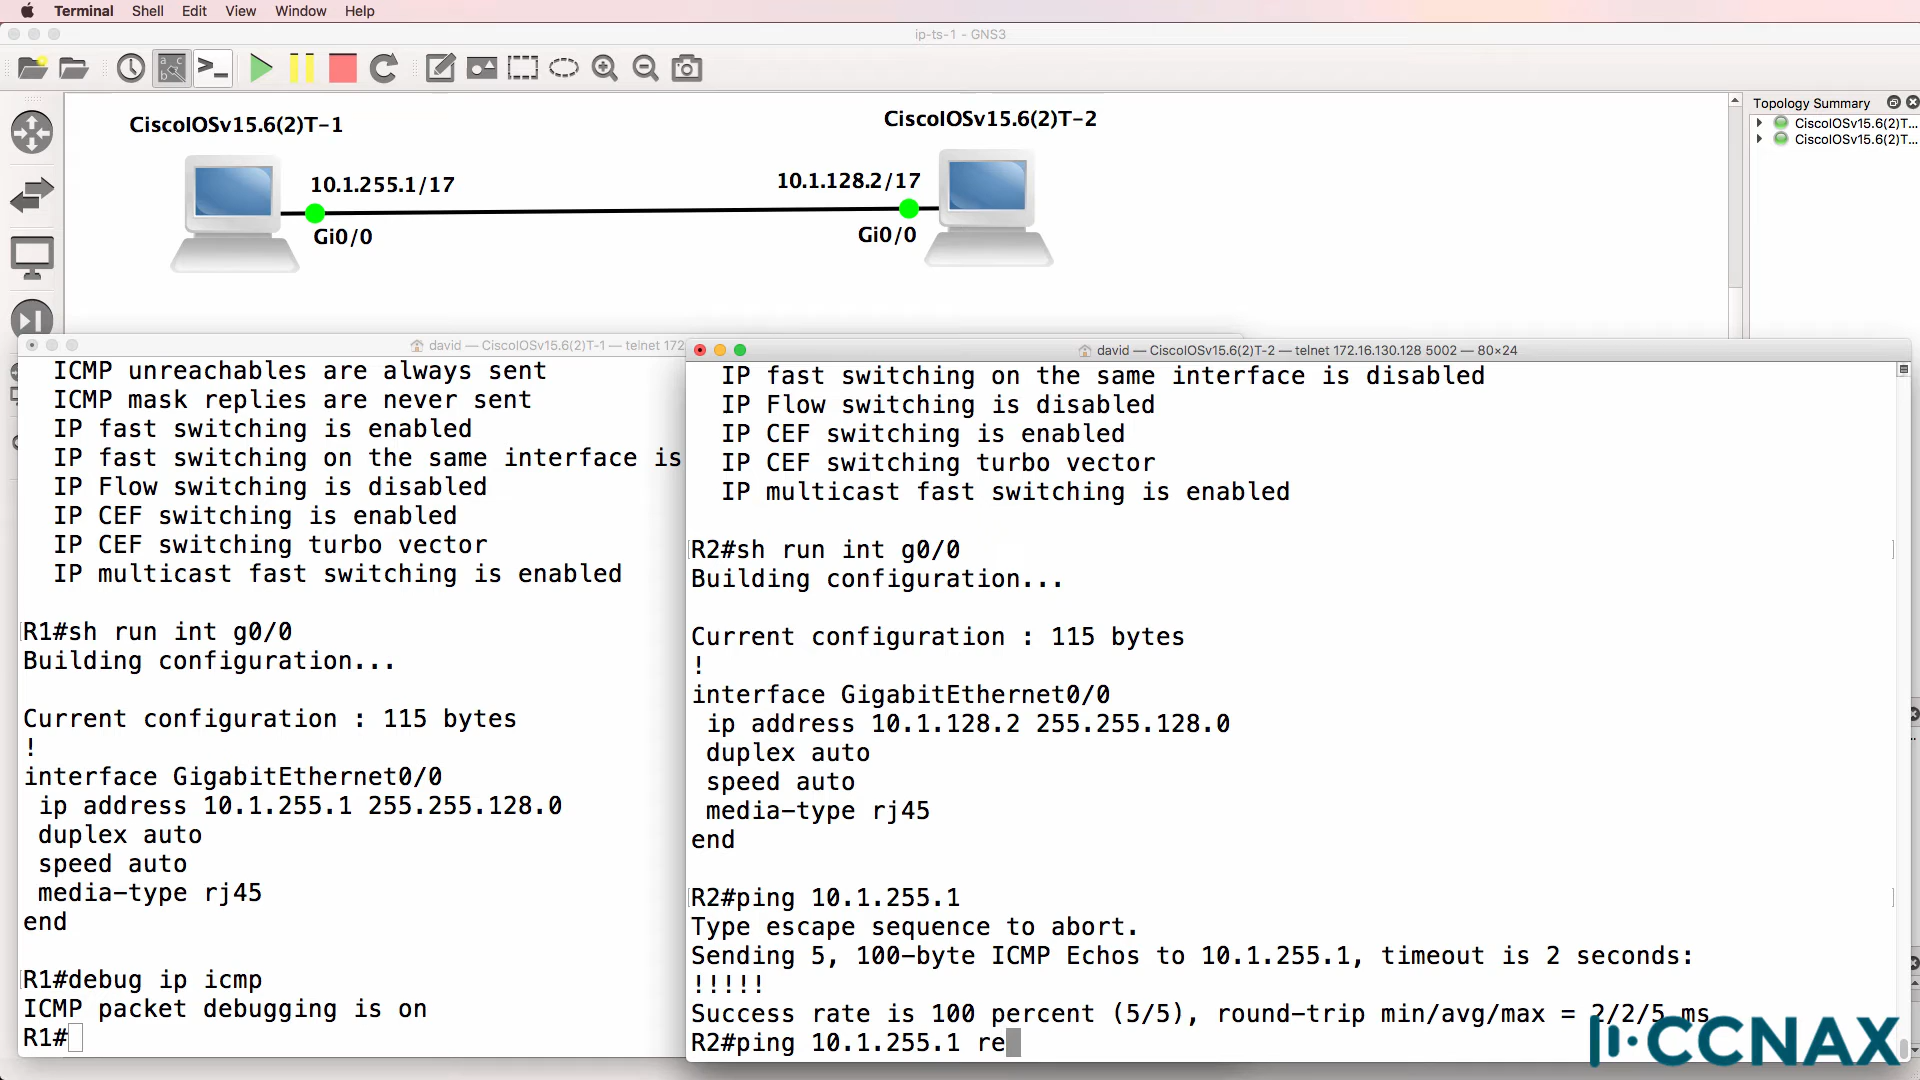 Terminal Shell Edit View Window Help
ip-ts-1 - GNS3
CiscoIOSv15.6(2)T-1
10.1.255.1/17
Gi0/0
CiscoIOSv15.6(2)T-2
10.1.128.2/17
Gi0/0
Topology Summary
CiscoIOSv15.6(2)T...
CiscoIOSv15.6(2)T...
david — CiscoIOSv15.6(2)T-1 — telnet 172
ICMP unreachables are always sent
ICMP mask replies are never sent
IP fast switching is enabled
IP fast switching on the same interface is
IP Flow switching is disabled
IP CEF switching is enabled
IP CEF switching turbo vector
IP multicast fast switching is enabled
R1#sh run int g0/0
Building configuration...
Current configuration : 115 bytes
!
interface GigabitEthernet0/0
ip address 10.1.255.1 255.255.128.0
duplex auto
speed auto
media-type rj45
end
R1#debug ip icmp
ICMP packet debugging is on
R1#
david — CiscoIOSv15.6(2)T-2 — telnet 172.16.130.128 5002 — 80×24
IP fast switching on the same interface is disabled
IP Flow switching is disabled
IP CEF switching is enabled
IP CEF switching turbo vector
IP multicast fast switching is enabled
R2#sh run int g0/0
Building configuration...
Current configuration : 115 bytes
!
interface GigabitEthernet0/0
ip address 10.1.128.2 255.255.128.0
duplex auto
speed auto
media-type rj45
end
R2#ping 10.1.255.1
Type escape sequence to abort.
Sending 5, 100-byte ICMP Echos to 10.1.255.1, timeout is 2 seconds:
!!!!!
Success rate is 100 percent (5/5), round-trip min/avg/max = 2/2/5 ms
R2#ping 10.1.255.1 re
CCNAX